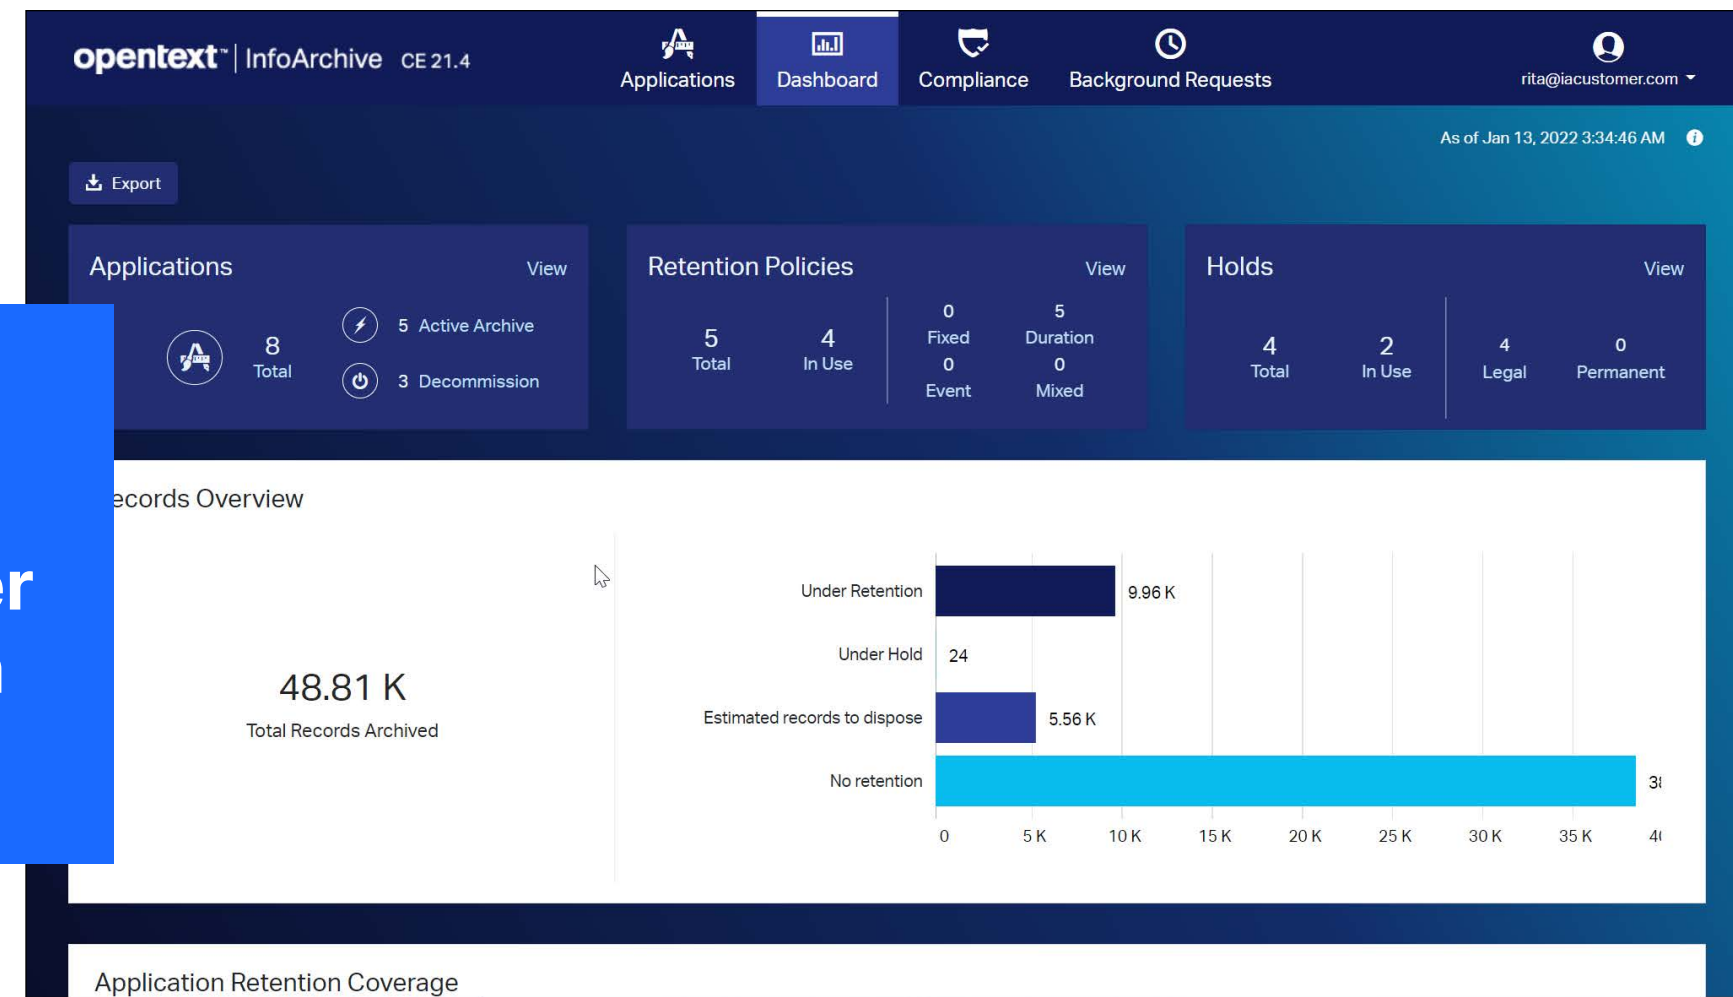 opentext™ | InfoArchive CE 21.4
Applications
Dashboard
Compliance
Background Requests
rita@iacustomer.com
As of Jan 13, 2022 3:34:46 AM
Export
Applications View
8
Total
5 Active Archive
3 Decommission
Retention Policies View
5
Total
4
In Use
0
Fixed
5
Duration
0
Event
0
Mixed
Holds View
4
Total
2
In Use
4
Legal
0
Permanent
ecords Overview
48.81 K
Total Records Archived
Under Retention 9.96 K
Under Hold 24
Estimated records to dispose 5.56 K
No retention
0 5 K 10 K 15 K 20 K 25 K 30 K 35 K
Application Retention Coverage